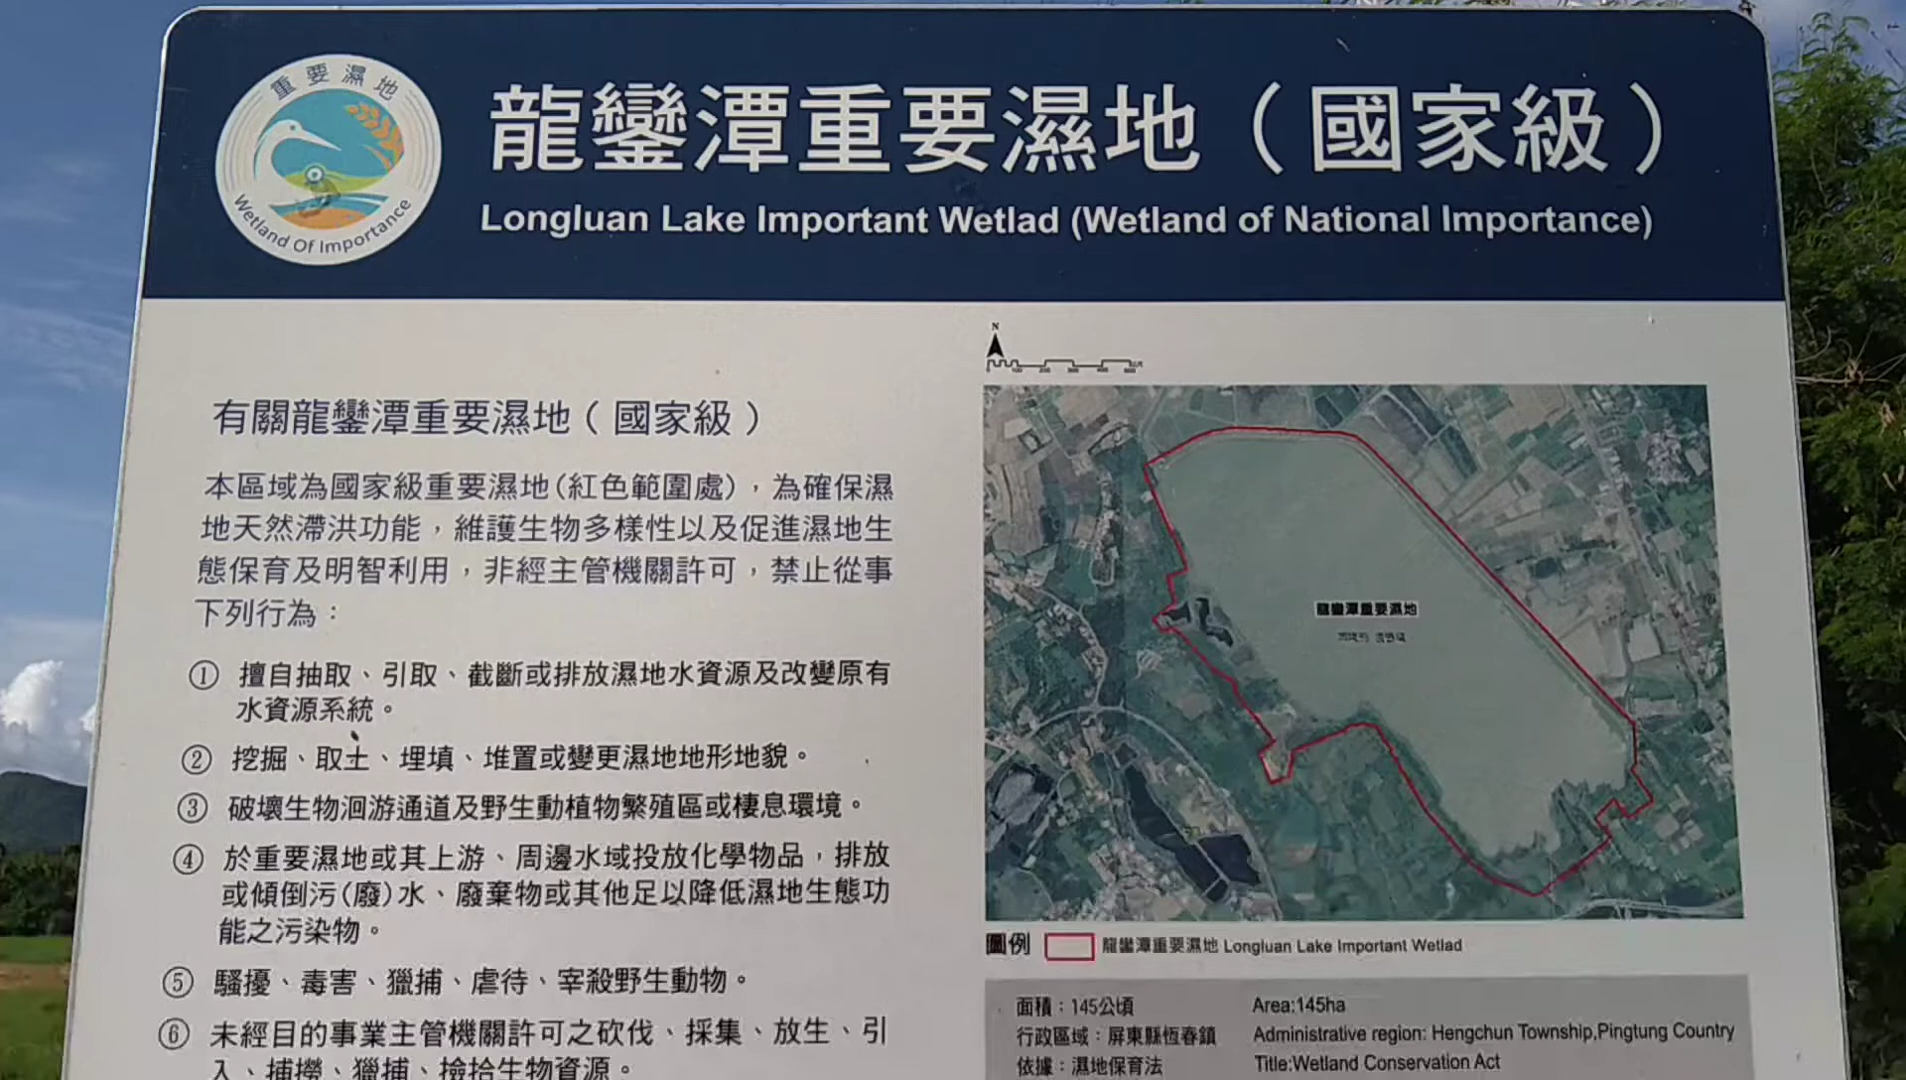 重要濕地
Wetland Of Importance
龍鑾潭重要濕地（國家級）
Longluan Lake Important Wetlad (Wetland of National Importance)
有關龍鑾潭重要濕地（國家級）
本區域為國家級重要濕地(紅色範圍處)，為確保濕
地天然滯洪功能，維護生物多樣性以及促進濕地生
態保育及明智利用，非經主管機關許可，禁止從事
下列行為：
① 擅自抽取、引取、截斷或排放濕地水資源及改變原有
水資源系統。
② 挖掘、取土、埋填、堆置或變更濕地地形地貌。
③ 破壞生物洄游通道及野生動植物繁殖區或棲息環境。
④ 於重要濕地或其上游、周邊水域投放化學物品，排放
或傾倒污(廢)水、廢棄物或其他足以降低濕地生態功
能之污染物。
⑤ 騷擾、毒害、獵捕、虐待、宰殺野生動物。
⑥ 未經目的事業主管機關許可之砍伐、採集、放生、引
入、捕撈、獵捕、撿拾生物資源。
N
龍鑾潭重要濕地
圖例 龍鑾潭重要濕地 Longluan Lake Important Wetlad
面積：145公頃 Area:145ha
行政區域：屏東縣恆春鎮 Administrative region: Hengchun Township,Pingtung Country
依據：濕地保育法 Title:Wetland Conservation Act